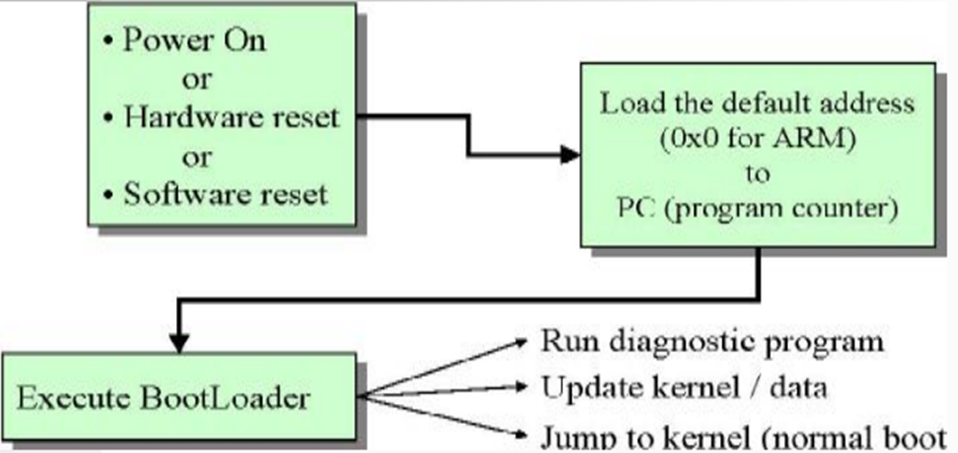 • Power On
or
• Hardware reset
or
• Software reset
Load the default address
(0x0 for ARM)
to
PC (program counter)
Execute BootLoader
Run diagnostic program
Update kernel / data
Jump to kernel (normal boot